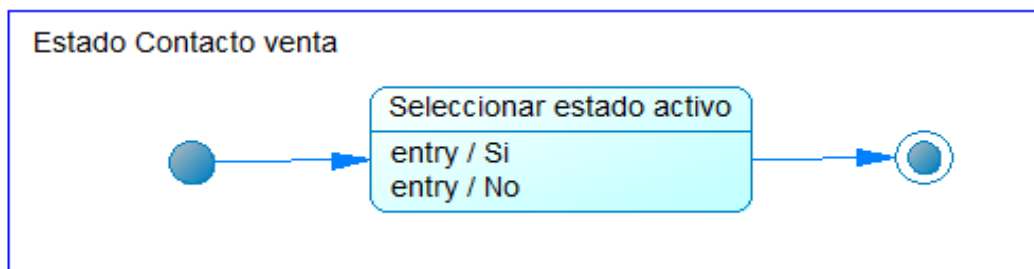 Estado Contacto venta
Seleccionar estado activo
entry / Si
entry / No